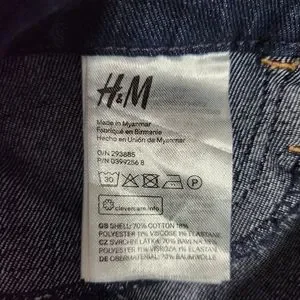 H&M
Made in Myanmar
Fabriqué en Birmanie
Hecho en Unión de Myanmar
O/N 293885
P/N 0399256 8
30
P
clevercare.info
GB SHELL: 70% COTTON 18%
POLYESTER 11% VISCOSE 1% ELASTANE
CZ SVRCHNÍ LÁTKA: 70% BAVLNA 18%
POLYESTER 11% VISKÓZA 1% ELASTAN
DE OBERMATERIAL: 70% BAUMWOLLE